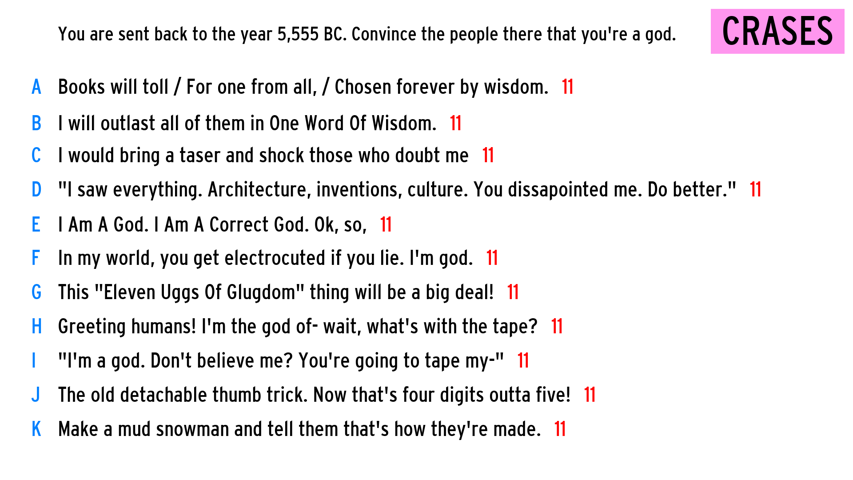 You are sent back to the year 5,555 BC. Convince the people there that you're a god.
CRASES
A Books will toll / For one from all, / Chosen forever by wisdom. 11
B I will outlast all of them in One Word Of Wisdom. 11
C I would bring a taser and shock those who doubt me 11
D "I saw everything. Architecture, inventions, culture. You dissapointed me. Do better." 11
E I Am A God. I Am A Correct God. Ok, so, 11
F In my world, you get electrocuted if you lie. I'm god. 11
G This "Eleven Uggs Of Glugdom" thing will be a big deal! 11
H Greeting humans! I'm the god of- wait, what's with the tape? 11
I "I'm a god. Don't believe me? You're going to tape my-" 11
J The old detachable thumb trick. Now that's four digits outta five! 11
K Make a mud snowman and tell them that's how they're made. 11